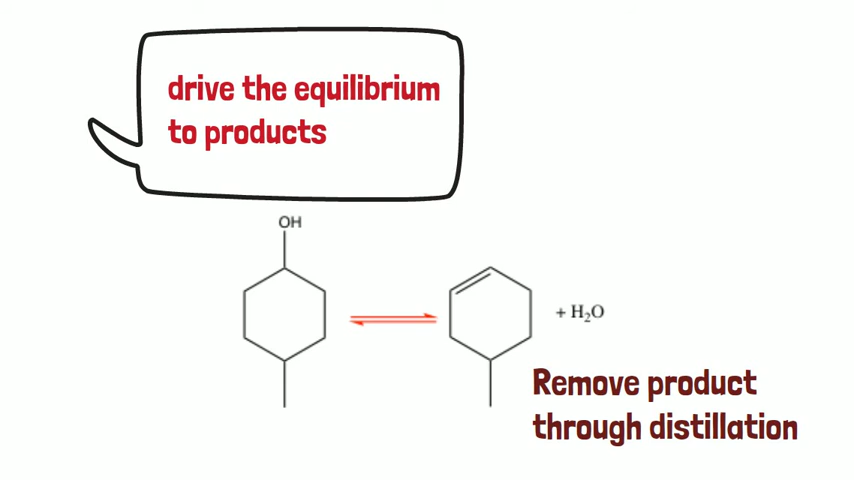 drive the equilibrium
to products
OH
+ H₂O
Remove product
through distillation